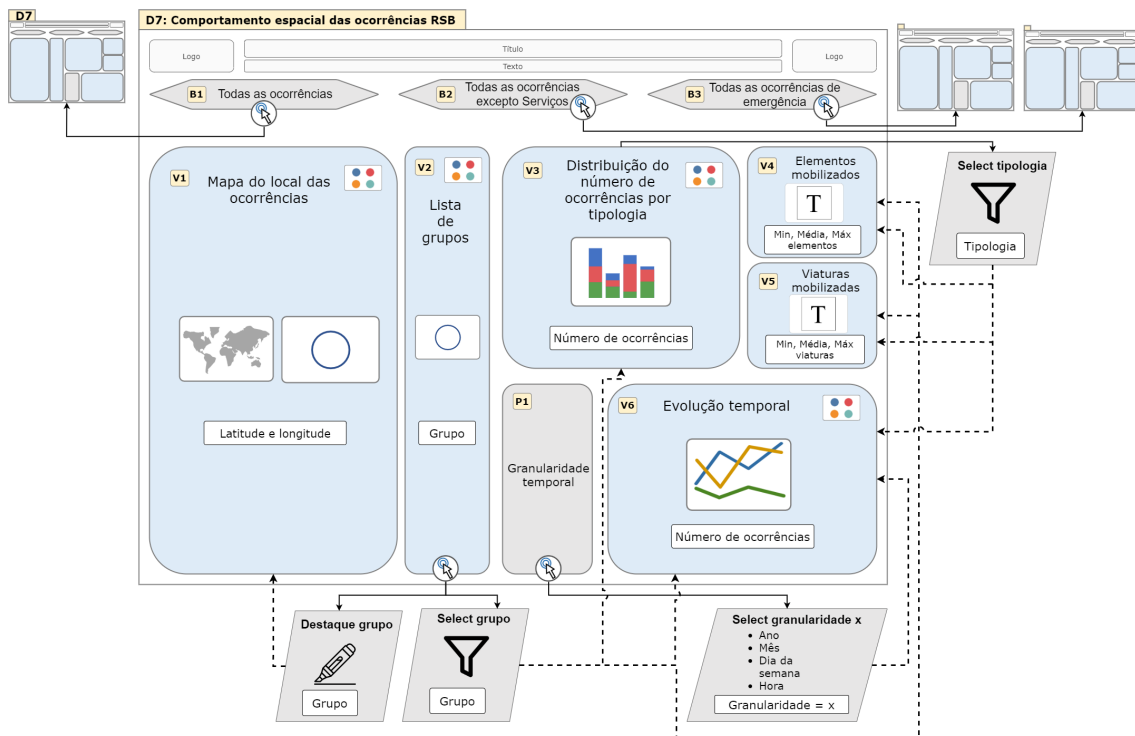 D7
D7: Comportamento espacial das ocorrências RSB
Logo
Título
Texto
Logo
B1
Todas as ocorrências
B2
Todas as ocorrências
excepto Serviços
B3
Todas as ocorrências de
emergência
V1
Mapa do local das
ocorrências
Latitude e longitude
V2
Lista
de
grupos
Grupo
V3
Distribuição do
número de
ocorrências por
tipologia
Número de ocorrências
V4
Elementos
mobilizados
T
Min, Média, Máx
elementos
V5
Viaturas
mobilizadas
T
Min, Média, Máx
viaturas
Select tipologia
Tipologia
P1
Granularidade
temporal
V6
Evolução temporal
Número de ocorrências
Destaque grupo
Grupo
Select grupo
Grupo
Select granularidade x
• Ano
• Mês
• Dia da
semana
• Hora
Granularidade = x